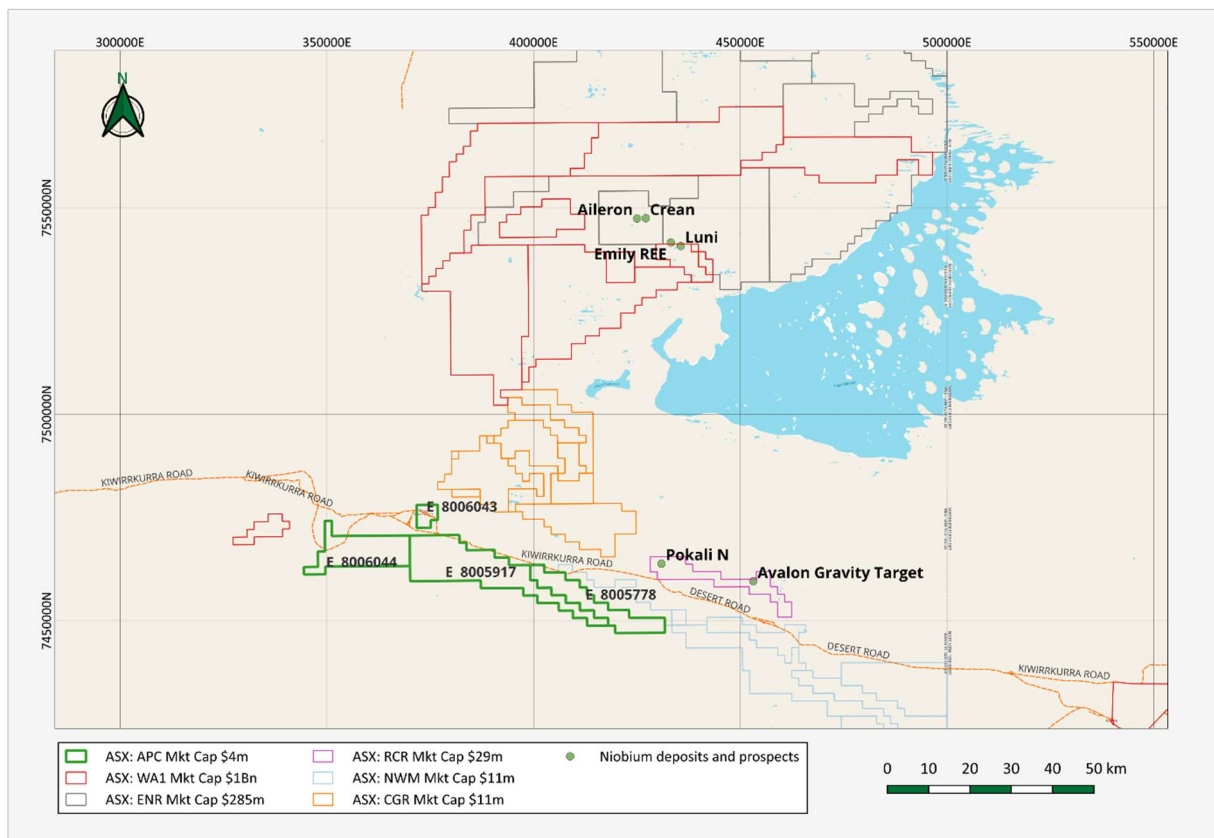 300000E 350000E 400000E 450000E 500000E 550000E
N
7550000N
Aileron Crean
Luni
Emily REE
7500000N
KIWIRRKURRA ROAD
KIWIRRKURRA ROAD
E 8006043
KIWIRRKURRA ROAD
Pokali N
E 8006044
E 8005917
Avalon Gravity Target
E 8005778
DESERT ROAD
7450000N
DESERT ROAD
KIWIRRKURRA ROAD
ASX: APC Mkt Cap $4m
ASX: WA1 Mkt Cap $1Bn
ASX: ENR Mkt Cap $285m
ASX: RCR Mkt Cap $29m
ASX: NWM Mkt Cap $11m
ASX: CGR Mkt Cap $11m
Niobium deposits and prospects
0 10 20 30 40 50 km